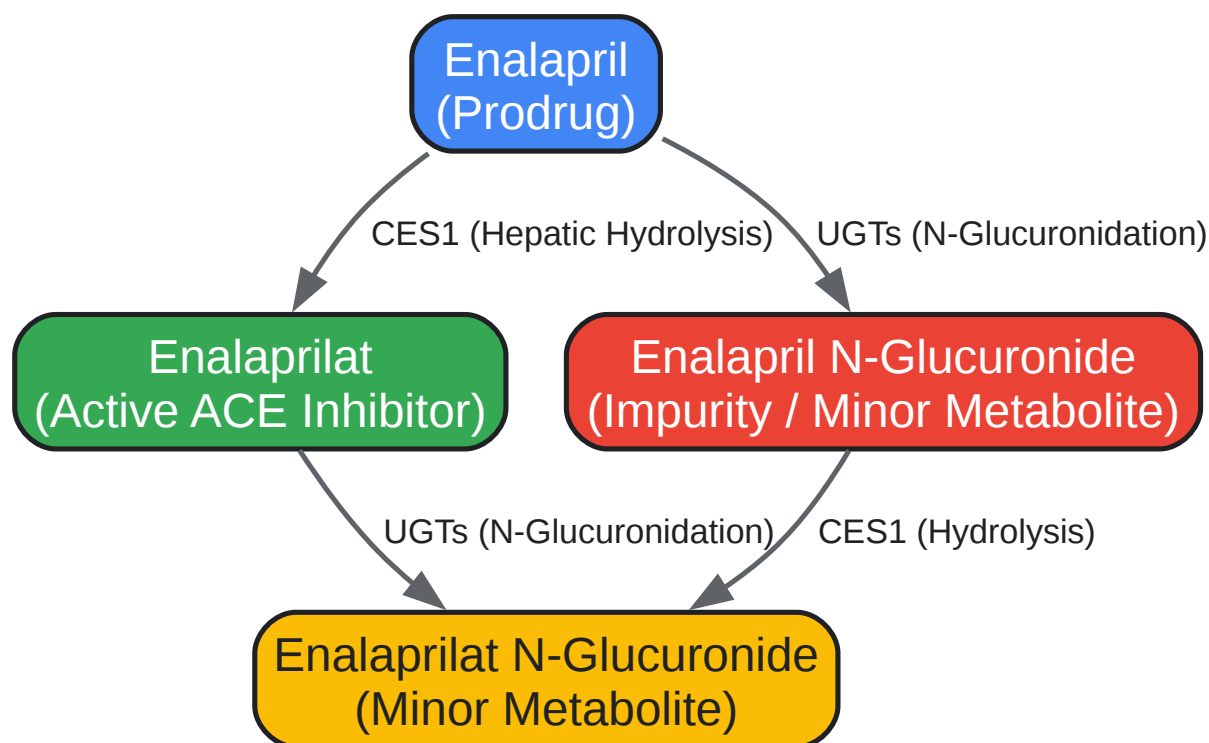 Enalapril
(Prodrug)
CES1 (Hepatic Hydrolysis)
UGTs (N-Glucuronidation)
Enalaprilat
(Active ACE Inhibitor)
Enalapril N-Glucuronide
(Impurity / Minor Metabolite)
UGTs (N-Glucuronidation)
CES1 (Hydrolysis)
Enalaprilat N-Glucuronide
(Minor Metabolite)